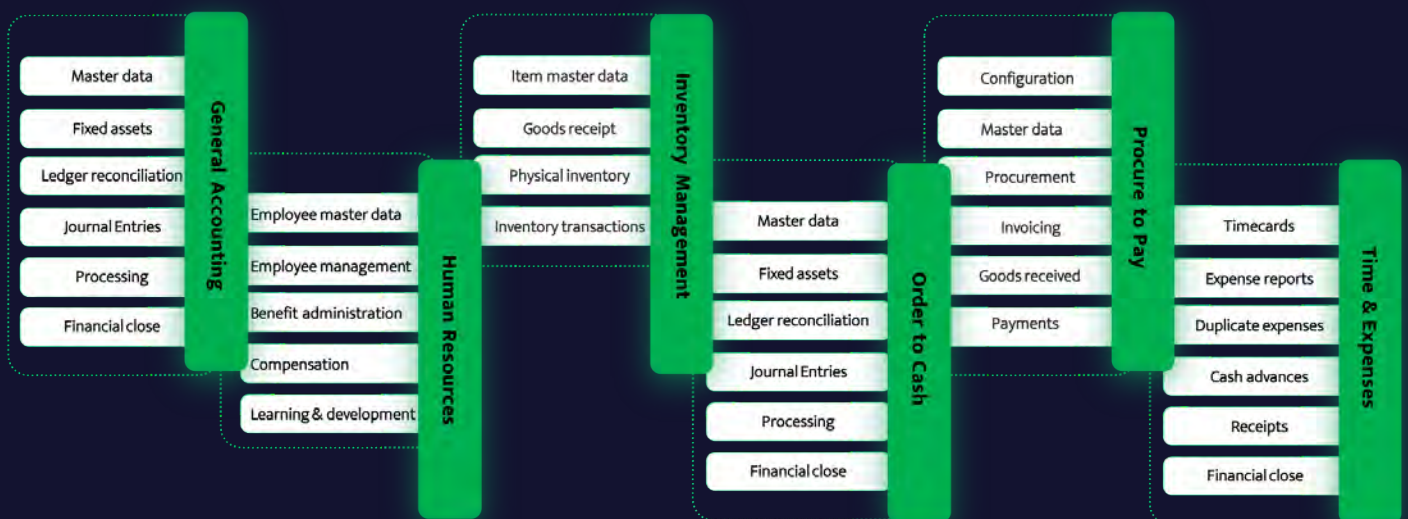 General Accounting
Master data
Fixed assets
Ledger reconciliation
Journal Entries
Processing
Financial close
Human Resources
Employee master data
Employee management
Benefit administration
Compensation
Learning & development
Inventory Management
Item master data
Goods receipt
Physical inventory
Inventory transactions
Order to Cash
Master data
Fixed assets
Ledger reconciliation
Journal Entries
Processing
Financial close
Procure to Pay
Configuration
Master data
Procurement
Invoicing
Goods received
Payments
Time & Expenses
Timecards
Expense reports
Duplicate expenses
Cash advances
Receipts
Financial close